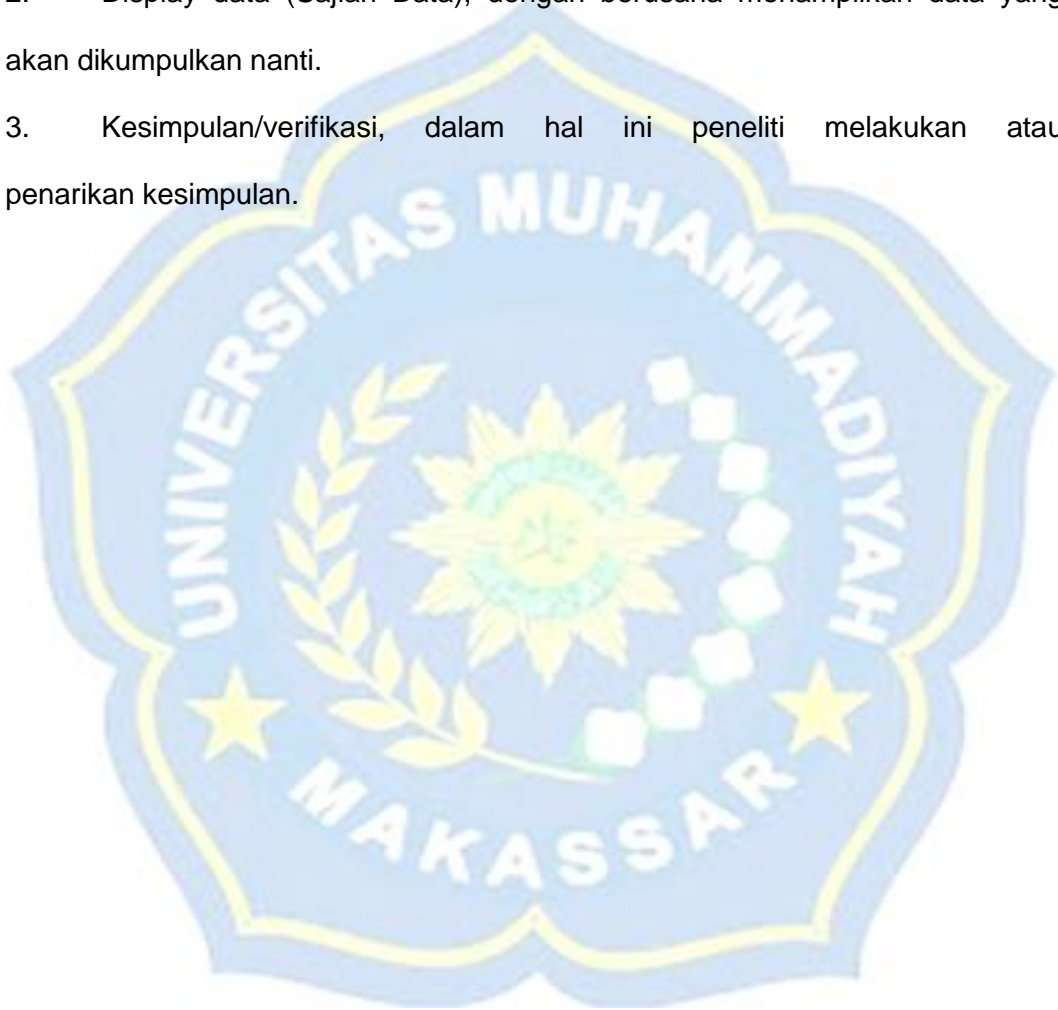 2. Display data (Sajian Data), dengan berusaha menampilkan data yang
akan dikumpulkan nanti.
3. Kesimpulan/verifikasi, dalam hal ini peneliti melakukan atau
penarikan kesimpulan.
UNIVERSITAS MUHAMMADIYAH
MAKASSAR